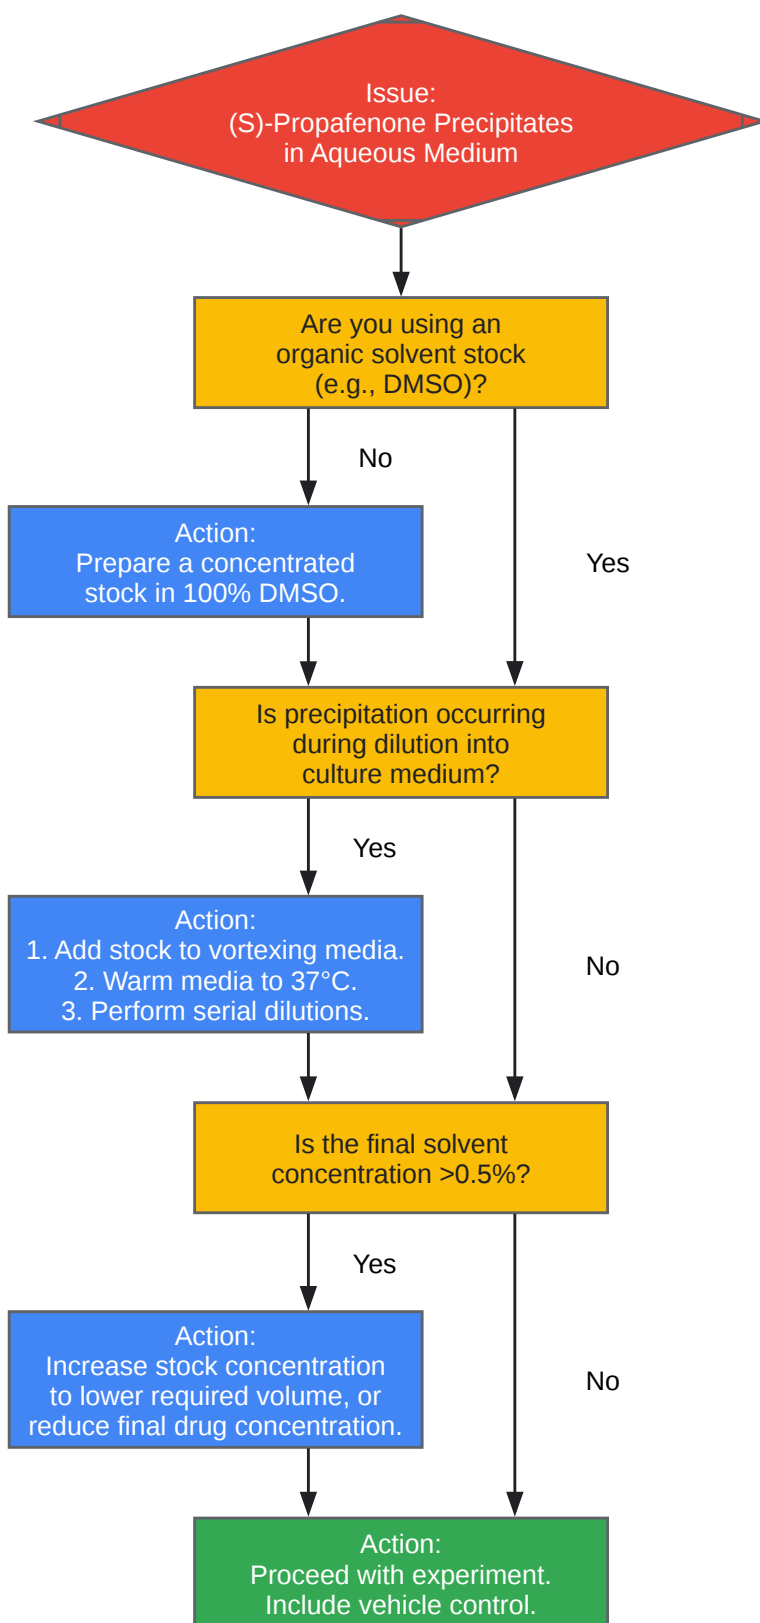 Issue:
(S)-Propafenone Precipitates
in Aqueous Medium
Are you using an
organic solvent stock
(e.g., DMSO)?
No
Action:
Prepare a concentrated
stock in 100% DMSO.
Yes
Is precipitation occurring
during dilution into
culture medium?
Yes
Action:
1. Add stock to vortexing media.
2. Warm media to 37°C.
3. Perform serial dilutions.
No
Is the final solvent
concentration >0.5%?
Yes
Action:
Increase stock concentration
to lower required volume, or
reduce final drug concentration.
No
Action:
Proceed with experiment.
Include vehicle control.